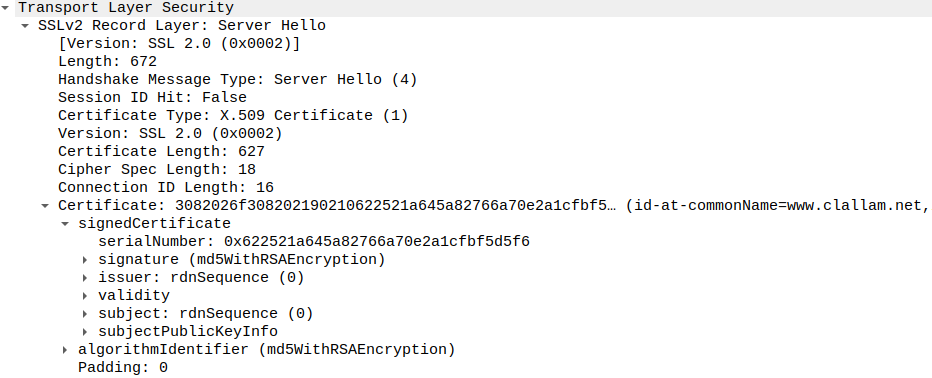 Transport Layer Security
SSLv2 Record Layer: Server Hello
[Version: SSL 2.0 (0x0002)]
Length: 672
Handshake Message Type: Server Hello (4)
Session ID Hit: False
Certificate Type: X.509 Certificate (1)
Version: SSL 2.0 (0x0002)
Certificate Length: 627
Cipher Spec Length: 18
Connection ID Length: 16
Certificate: 3082026f308202190210622521a645a82766a70e2a1cfbf5… (id-at-commonName=www.clallam.net,
signedCertificate
serialNumber: 0x622521a645a82766a70e2a1cfbf5d5f6
signature (md5WithRSAEncryption)
issuer: rdnSequence (0)
validity
subject: rdnSequence (0)
subjectPublicKeyInfo
algorithmIdentifier (md5WithRSAEncryption)
Padding: 0